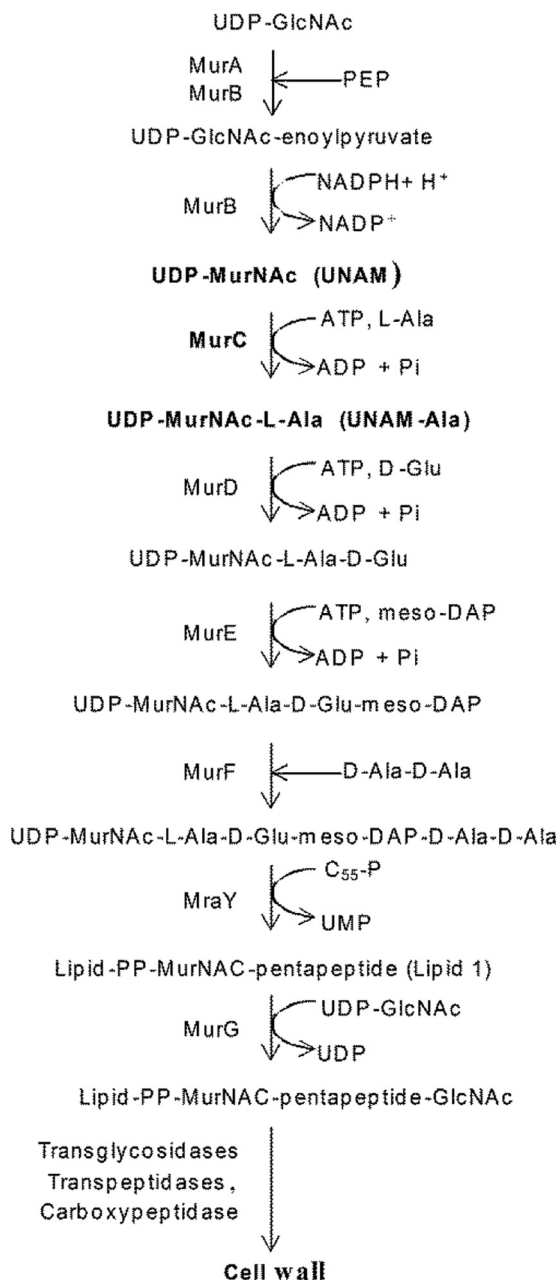 UDP-GlcNAc
MurA
PEP
MurB
UDP-GlcNAc-enoylpyruvate
NADPH+ H⁺
MurB
NADP⁺
UDP-MurNAc (UNAM)
ATP, L-Ala
MurC
ADP + Pi
UDP-MurNAc-L-Ala (UNAM-Ala)
ATP, D-Glu
MurD
ADP + Pi
UDP-MurNAc-L-Ala-D-Glu
ATP, meso-DAP
MurE
ADP + Pi
UDP-MurNAc-L-Ala-D-Glu-meso-DAP
MurF
D-Ala-D-Ala
UDP-MurNAc-L-Ala-D-Glu-meso-DAP-D-Ala-D-Ala
C₅₅-P
MraY
UMP
Lipid-PP-MurNAC-pentapeptide (Lipid 1)
UDP-GlcNAc
MurG
UDP
Lipid-PP-MurNAC-pentapeptide-GlcNAc
Transglycosidases
Transpeptidases,
Carboxypeptidase
Cell wall